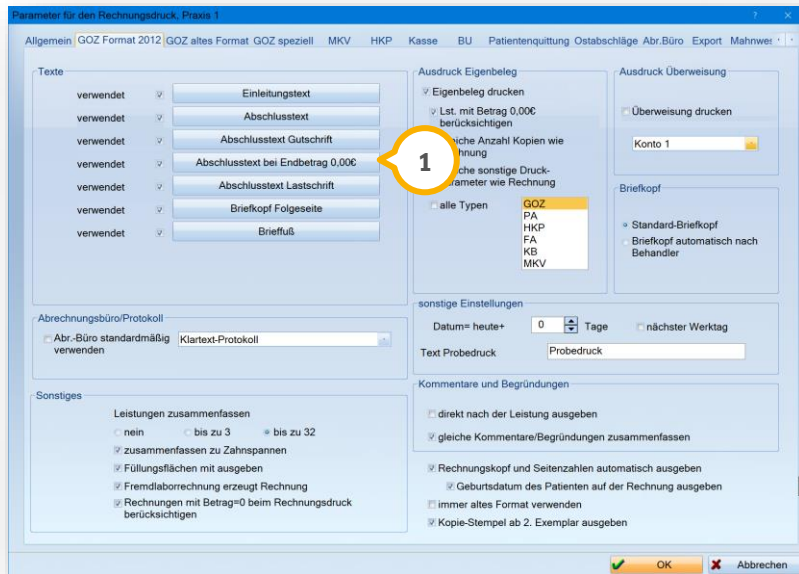 Parameter für den Rechnungsdruck, Praxis 1
Allgemein GOZ Format 2012 GOZ altes Format GOZ speziell MKV HKP Kasse BU Patientenquittung Ostabschläge Abr.Büro Export
Texte
verwendet Einleitungstext
verwendet Abschlusstext
verwendet Abschlusstext Gutschrift
verwendet Abschlusstext bei Endbetrag 0,00€
verwendet Abschlusstext Lastschrift
verwendet Briefkopf Folgeseite
verwendet Brieffuß
1
Abrechnungsbüro/Protokoll
Abr.-Büro standardmäßig
verwenden
Klartext-Protokoll
Sonstiges
Leistungen zusammenfassen
nein bis zu 3 bis zu 32
zusammenfassen zu Zahnspannen
Füllungsflächen mit ausgeben
Fremdlaborrechnung erzeugt Rechnung
Rechnungen mit Betrag=0 beim Rechnungsdruck
berücksichtigen
Ausdruck Eigenbeleg
Eigenbeleg drucken
Lst. mit Betrag 0,00€
berücksichtigen
Anzahl Kopien wie
sonstige Druck-
wie Rechnung
alle Typen
GOZ
PA
HKP
FA
KB
MKV
Ausdruck Überweisung
Überweisung drucken
Konto 1
Briefkopf
Standard-Briefkopf
Briefkopf automatisch nach
Behandler
sonstige Einstellungen
Datum= heute+ 0 Tage nächster Werktag
Text Probedruck Probedruck
Kommentare und Begründungen
direkt nach der Leistung ausgeben
gleiche Kommentare/Begründungen zusammenfassen
Rechnungskopf und Seitenzahlen automatisch ausgeben
Geburtsdatum des Patienten auf der Rechnung ausgeben
immer altes Format verwenden
Kopie-Stempel ab 2. Exemplar ausgeben
OK Abbrechen